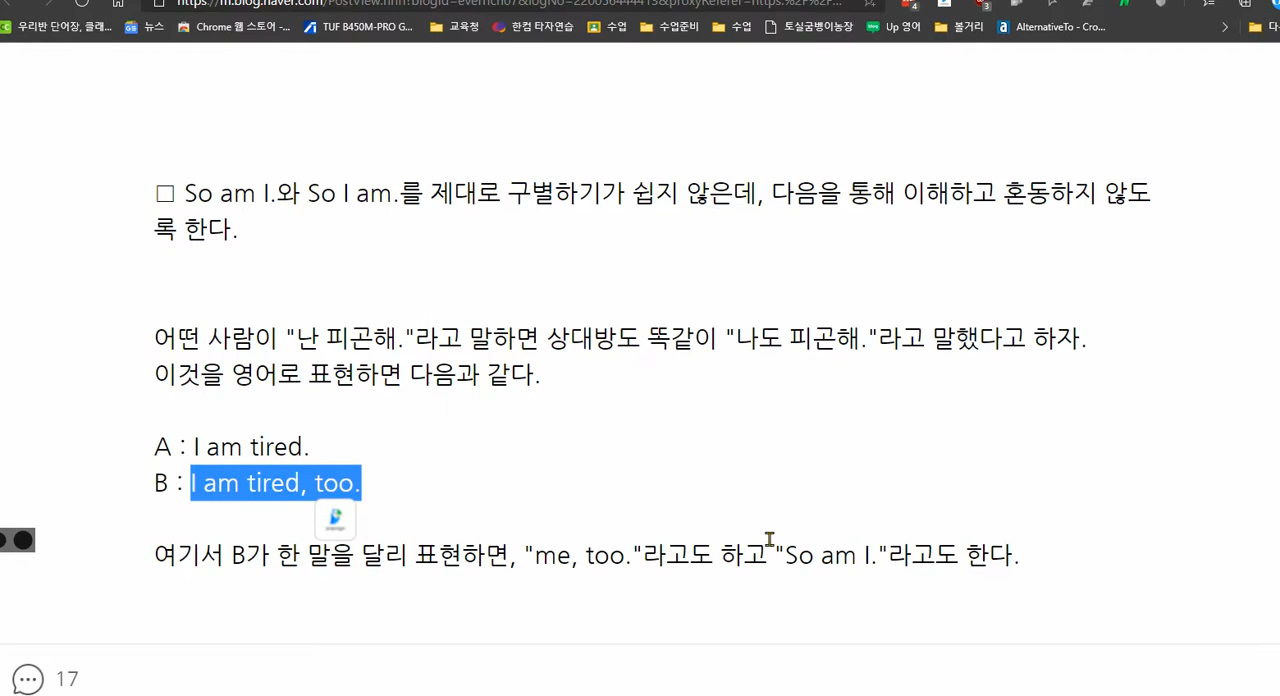 우리반 단어장, 클래... 뉴스 Chrome 웹 스토어 -... TUF B450M-PRO G... 교육청 한컴 타자연습 수업 수업준비 수업 토실굼벵이농장 Up 영어 볼거리 AlternativeTo - Cro...
□ So am I.와 So I am.를 제대로 구별하기가 쉽지 않은데, 다음을 통해 이해하고 혼동하지 않도
록 한다.
어떤 사람이 "난 피곤해."라고 말하면 상대방도 똑같이 "나도 피곤해."라고 말했다고 하자.
이것을 영어로 표현하면 다음과 같다.
A : I am tired.
B : I am tired, too.
여기서 B가 한 말을 달리 표현하면, "me, too."라고도 하고 "So am I."라고도 한다.
17